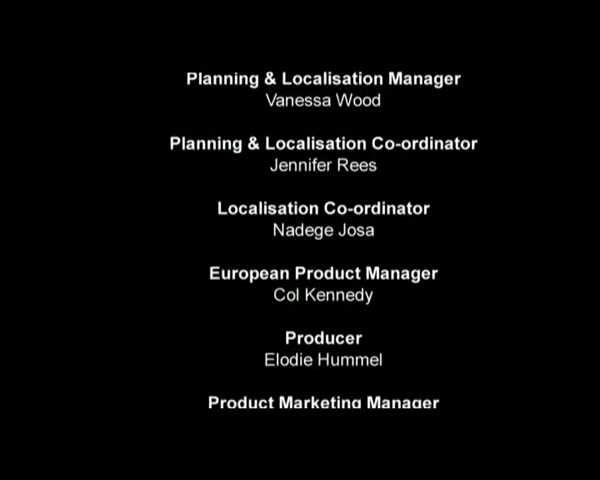 Planning & Localisation Manager
Vanessa Wood
Planning & Localisation Co-ordinator
Jennifer Rees
Localisation Co-ordinator
Nadege Josa
European Product Manager
Col Kennedy
Producer
Elodie Hummel
Product Marketing Manager